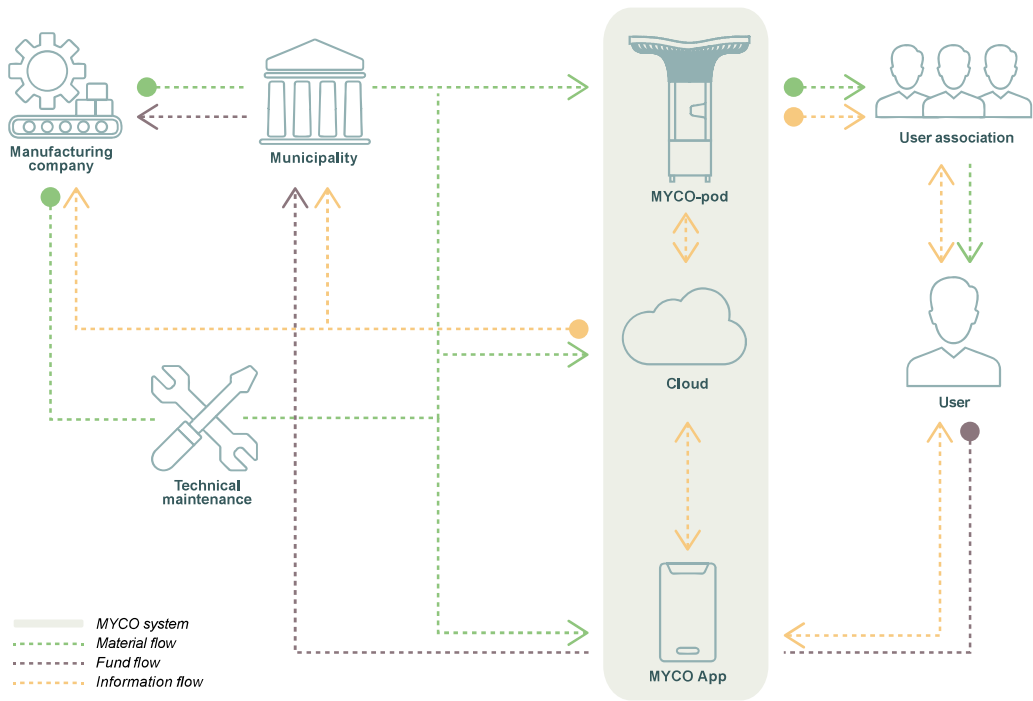 Manufacturing
company
Municipality
MYCO-pod
User association
Cloud
User
Technical
maintenance
MYCO App
MYCO system
Material flow
Fund flow
Information flow